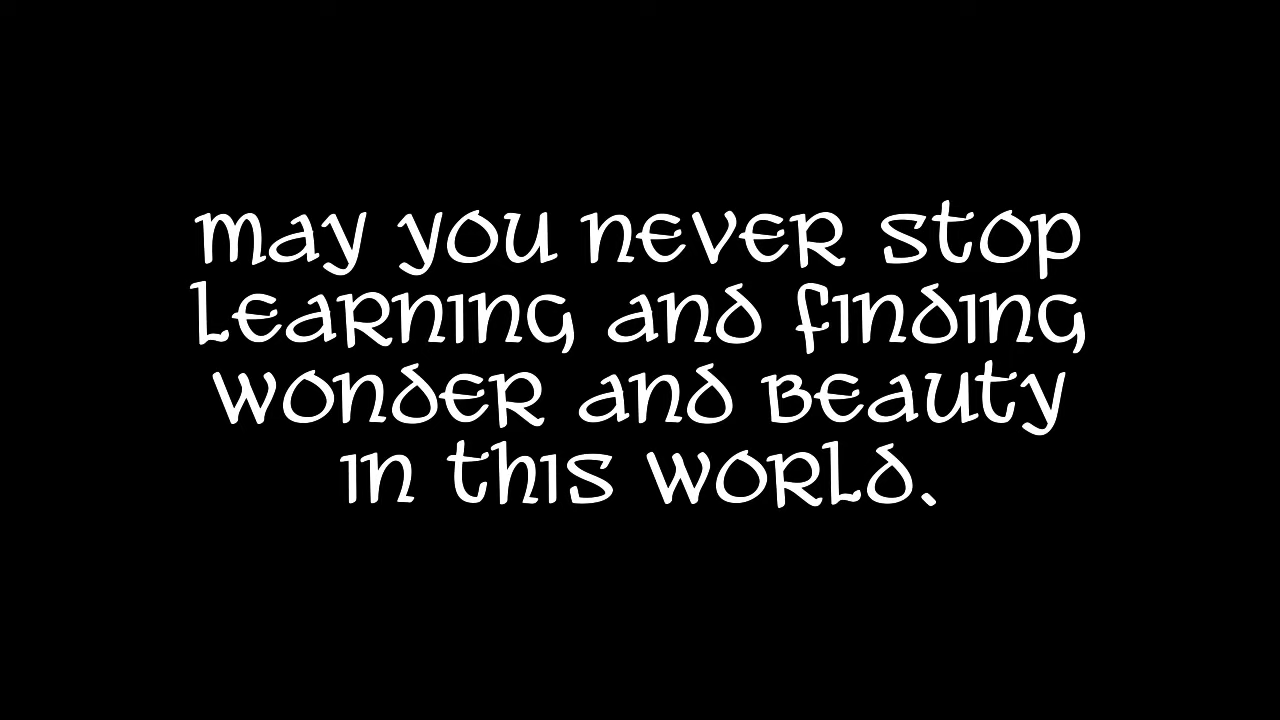 may you never stop
learning and finding
wonder and beauty
in this world.